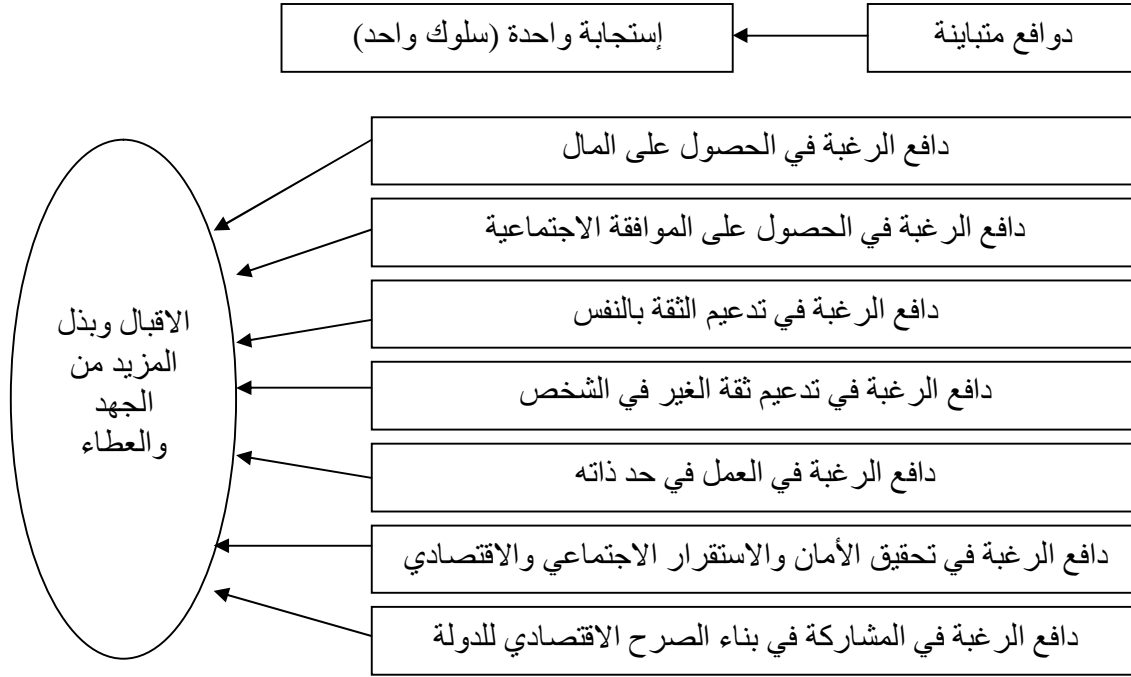 دوافع متباينة
إستجابة واحدة (سلوك واحد)
دافع الرغبة في الحصول على المال
دافع الرغبة في الحصول على الموافقة الاجتماعية
دافع الرغبة في تدعيم الثقة بالنفس
دافع الرغبة في تدعيم ثقة الغير في الشخص
دافع الرغبة في العمل في حد ذاته
دافع الرغبة في تحقيق الأمان والاستقرار الاجتماعي والاقتصادي
دافع الرغبة في المشاركة في بناء الصرح الاقتصادي للدولة
الاقبال وبذل
المزيد من
الجهد
والعطاء